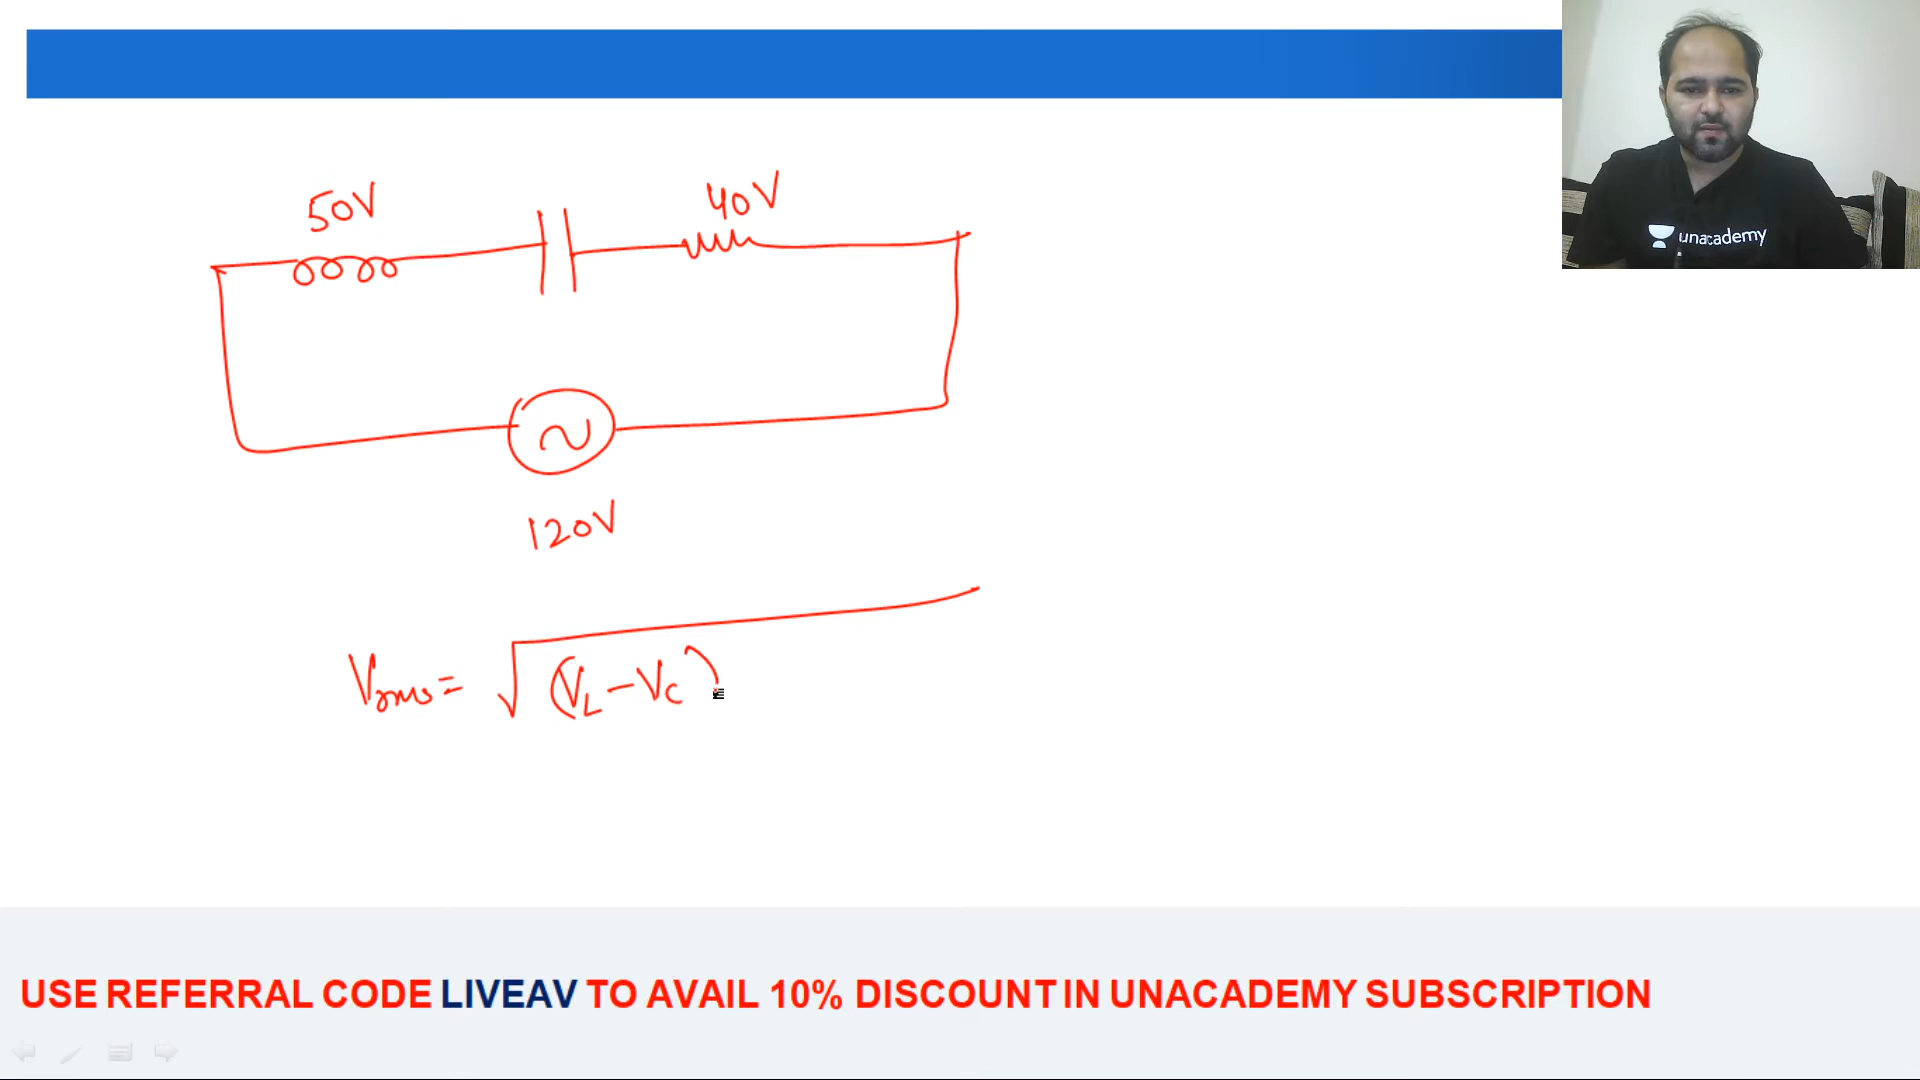 unacademy
50V
40V
120V
Vrms = √(VL - VC)
USE REFERRAL CODE LIVEAV TO AVAIL 10% DISCOUNT IN UNACADEMY SUBSCRIPTION